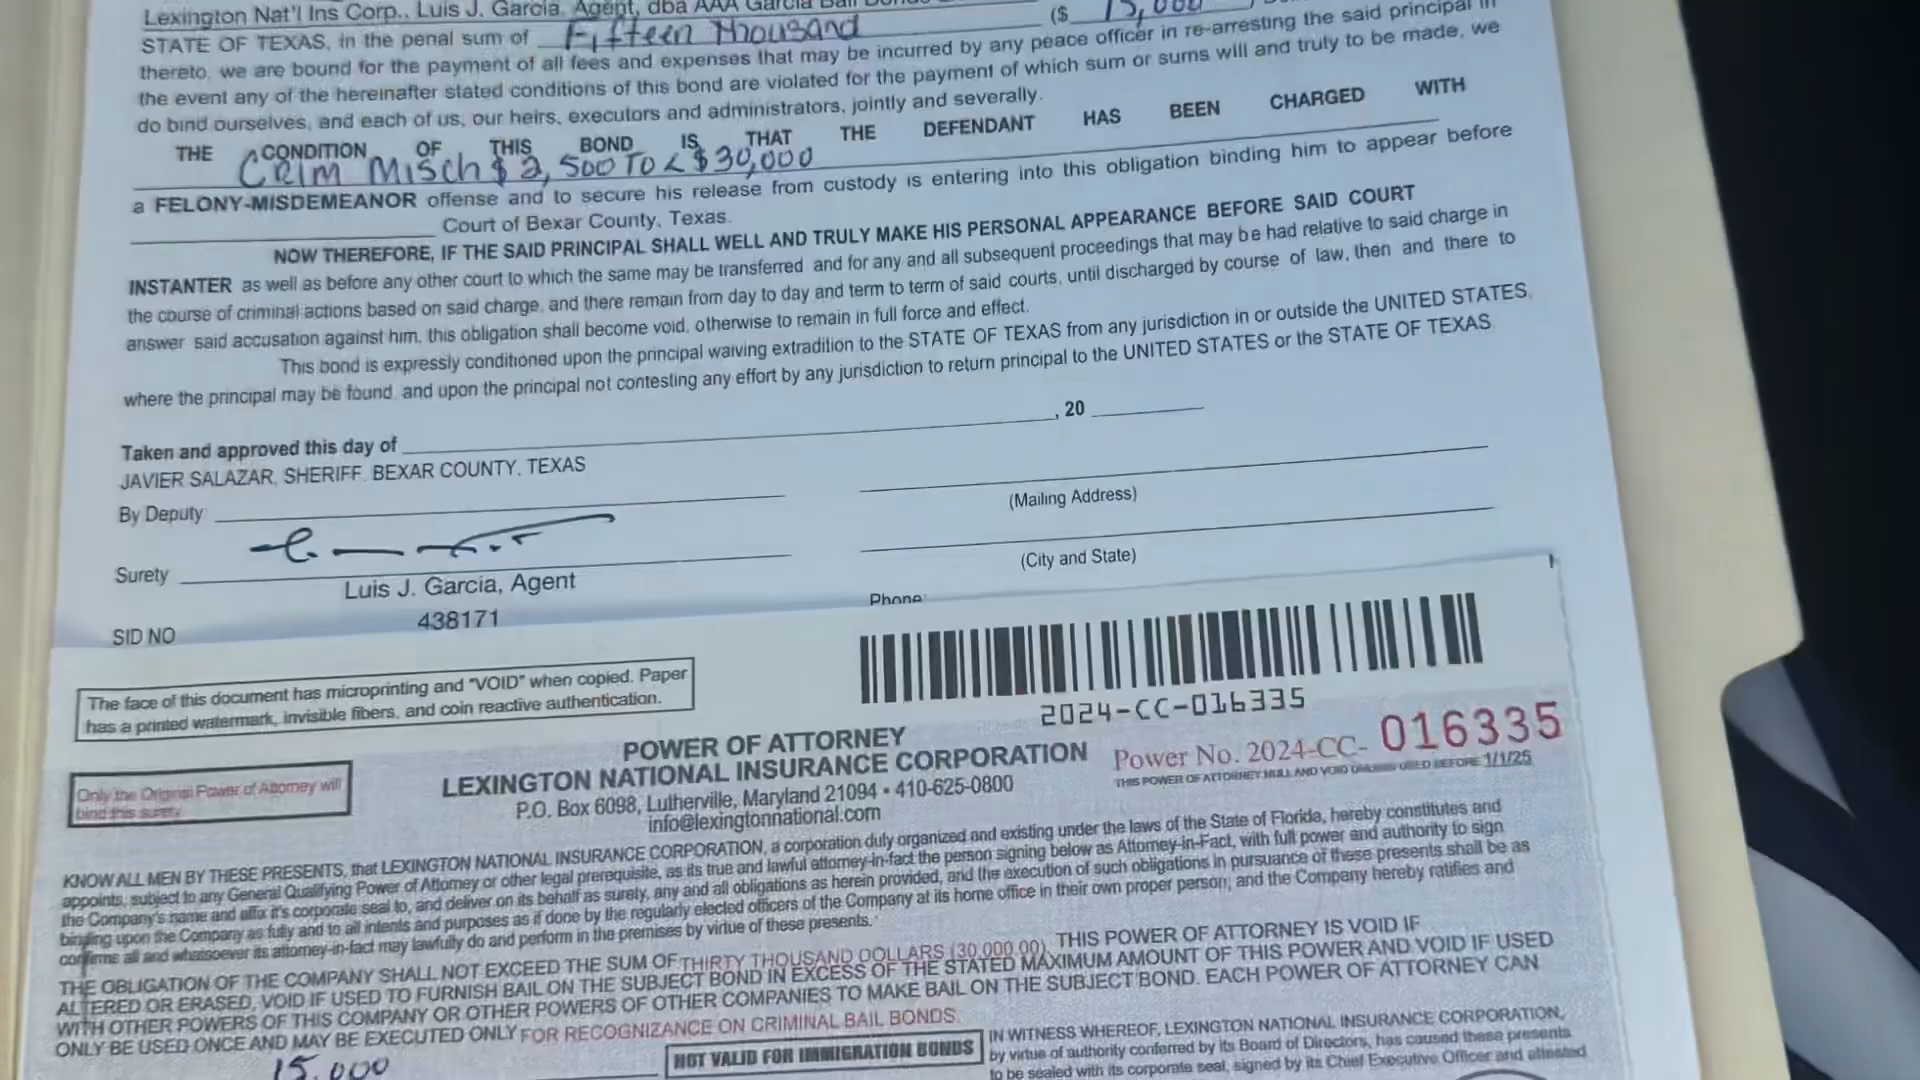 Lexington Nat'l Ins Corp., Luis J. Garcia, Agent, dba AAA Garcia Bail
($ 15,000
STATE OF TEXAS, in the penal sum of Fifteen Thousand
thereto, we are bound for the payment of all fees and expenses that may be incurred by any peace officer in re-arresting the said principal in
the event any of the hereinafter stated conditions of this bond are violated for the payment of which sum or sums will and truly to be made, we
do bind ourselves, and each of us, our heirs, executors and administrators, jointly and severally.
THE CONDITION OF THIS BOND IS THAT THE DEFENDANT HAS BEEN CHARGED WITH
Crim Misch $2,500 TO < $30,000
a FELONY-MISDEMEANOR offense and to secure his release from custody is entering into this obligation binding him to appear before
Court of Bexar County, Texas.
NOW THEREFORE, IF THE SAID PRINCIPAL SHALL WELL AND TRULY MAKE HIS PERSONAL APPEARANCE BEFORE SAID COURT
INSTANTER as well as before any other court to which the same may be transferred and for any and all subsequent proceedings that may be had relative to said charge in
the course of criminal actions based on said charge, and there remain from day to day and term to term of said courts, until discharged by course of law, then and there to
answer said accusation against him, this obligation shall become void, otherwise to remain in full force and effect.
This bond is expressly conditioned upon the principal waiving extradition to the STATE OF TEXAS from any jurisdiction in or outside the UNITED STATES,
where the principal may be found, and upon the principal not contesting any effort by any jurisdiction to return principal to the UNITED STATES or the STATE OF TEXAS
Taken and approved this day of , 20
JAVIER SALAZAR, SHERIFF, BEXAR COUNTY, TEXAS
By Deputy
(Mailing Address)
Surety
(City and State)
Luis J. Garcia, Agent
Phone:
SID NO 438171
The face of this document has microprinting and "VOID" when copied. Paper
has a printed watermark, invisible fibers, and coin reactive authentication.
2024-CC-016335
Only the Original Power of Attorney will
bind this surety.
POWER OF ATTORNEY
LEXINGTON NATIONAL INSURANCE CORPORATION
P.O. Box 6098, Lutherville, Maryland 21094 • 410-625-0800
info@lexingtonnational.com
Power No. 2024-CC- 016335
THIS POWER OF ATTORNEY NULL AND VOID UNLESS USED BEFORE 1/1/25
KNOW ALL MEN BY THESE PRESENTS, that LEXINGTON NATIONAL INSURANCE CORPORATION, a corporation duly organized and existing under the laws of the State of Florida, hereby constitutes and
appoints, subject to any General Qualifying Power of Attorney or other legal prerequisite, as its true and lawful attorney-in-fact the person signing below as Attorney-in-Fact, with full power and authority to sign
the Company's name and affix it's corporate seal to, and deliver on its behalf as surety, any and all obligations as herein provided, and the execution of such obligations in pursuance of these presents shall be as
binding upon the Company as fully and to all intents and purposes as if done by the regularly elected officers of the Company at its home office in their own proper person; and the Company hereby ratifies and
confirms all and whatsoever its attorney-in-fact may lawfully do and perform in the premises by virtue of these presents.
THE OBLIGATION OF THE COMPANY SHALL NOT EXCEED THE SUM OF THIRTY THOUSAND DOLLARS (30,000.00). THIS POWER OF ATTORNEY IS VOID IF
ALTERED OR ERASED, VOID IF USED TO FURNISH BAIL ON THE SUBJECT BOND IN EXCESS OF THE STATED MAXIMUM AMOUNT OF THIS POWER AND VOID IF USED
WITH OTHER POWERS OF THIS COMPANY OR OTHER POWERS OF OTHER COMPANIES TO MAKE BAIL ON THE SUBJECT BOND. EACH POWER OF ATTORNEY CAN
ONLY BE USED ONCE AND MAY BE EXECUTED ONLY FOR RECOGNIZANCE ON CRIMINAL BAIL BONDS.
15,000
NOT VALID FOR IMMIGRATION BONDS
IN WITNESS WHEREOF, LEXINGTON NATIONAL INSURANCE CORPORATION,
by virtue of authority conferred by its Board of Directors, has caused these presents
to be sealed with its corporate seal, signed by its Chief Executive Officer and attested